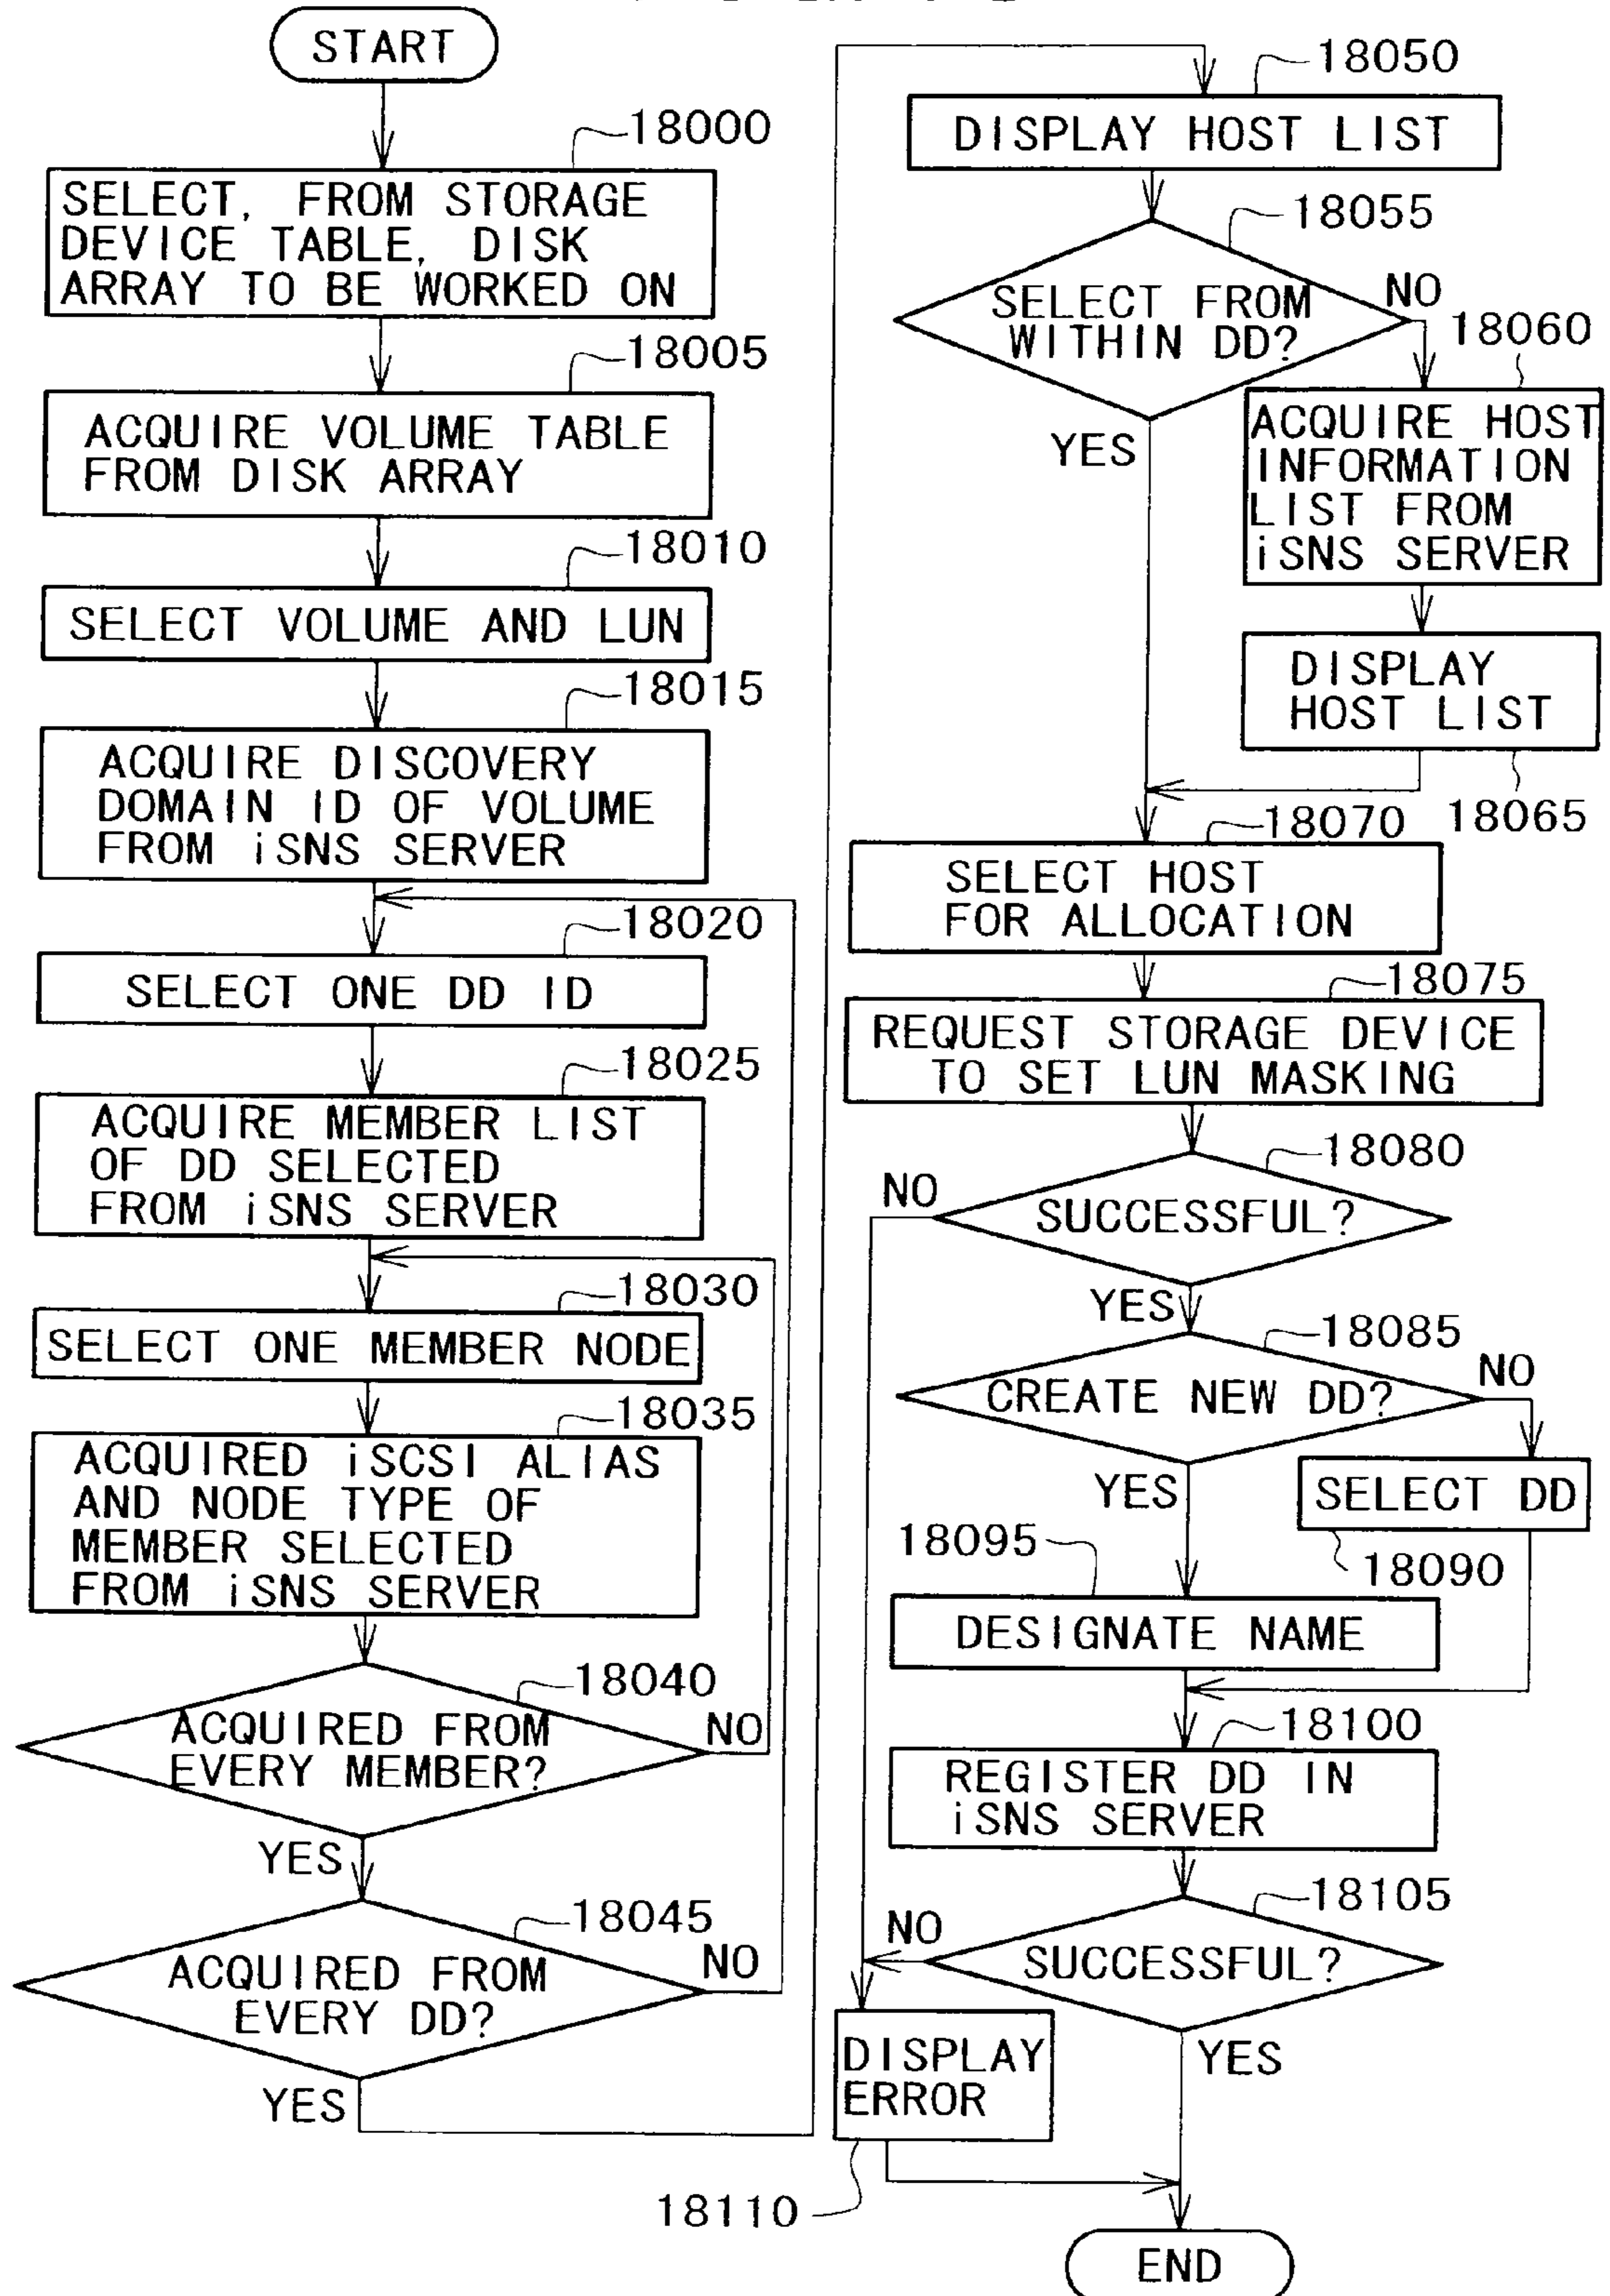 START
18000
SELECT, FROM STORAGE
DEVICE TABLE, DISK
ARRAY TO BE WORKED ON
18005
ACQUIRE VOLUME TABLE
FROM DISK ARRAY
18010
SELECT VOLUME AND LUN
18015
ACQUIRE DISCOVERY
DOMAIN ID OF VOLUME
FROM iSNS SERVER
18020
SELECT ONE DD ID
18025
ACQUIRE MEMBER LIST
OF DD SELECTED
FROM iSNS SERVER
18030
SELECT ONE MEMBER NODE
18035
ACQUIRED iSCSI ALIAS
AND NODE TYPE OF
MEMBER SELECTED
FROM iSNS SERVER
18040
ACQUIRED FROM
EVERY MEMBER?
NO
YES
18045
ACQUIRED FROM
EVERY DD?
NO
YES
18050
DISPLAY HOST LIST
18055
SELECT FROM
WITHIN DD?
NO
YES
18060
ACQUIRE HOST
INFORMATION
LIST FROM
iSNS SERVER
DISPLAY
HOST LIST
18065
18070
SELECT HOST
FOR ALLOCATION
18075
REQUEST STORAGE DEVICE
TO SET LUN MASKING
18080
NO
SUCCESSFUL?
YES
18085
CREATE NEW DD?
NO
YES
SELECT DD
18090
18095
DESIGNATE NAME
18100
REGISTER DD IN
iSNS SERVER
18105
NO
SUCCESSFUL?
YES
DISPLAY
ERROR
18110
END